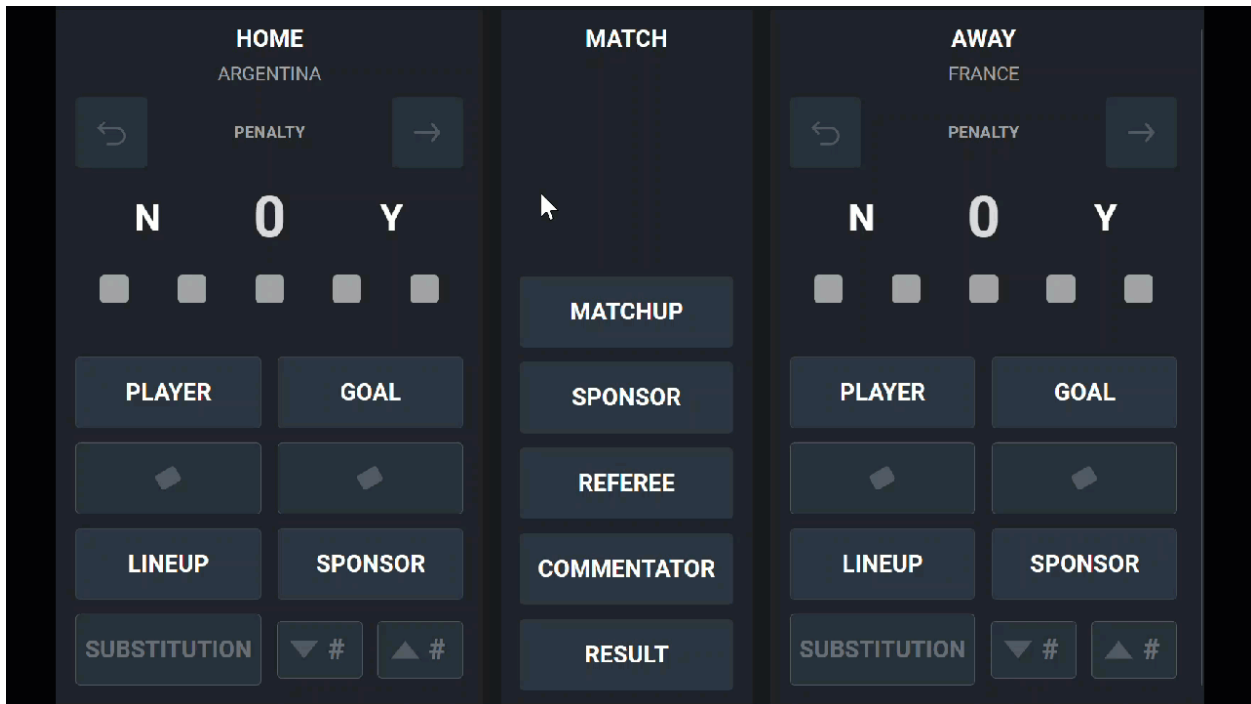 HOME
ARGENTINA
PENALTY
N 0 Y
PLAYER GOAL
LINEUP SPONSOR
SUBSTITUTION # #
MATCH
MATCHUP
SPONSOR
REFEREE
COMMENTATOR
RESULT
AWAY
FRANCE
PENALTY
N 0 Y
PLAYER GOAL
LINEUP SPONSOR
SUBSTITUTION # #